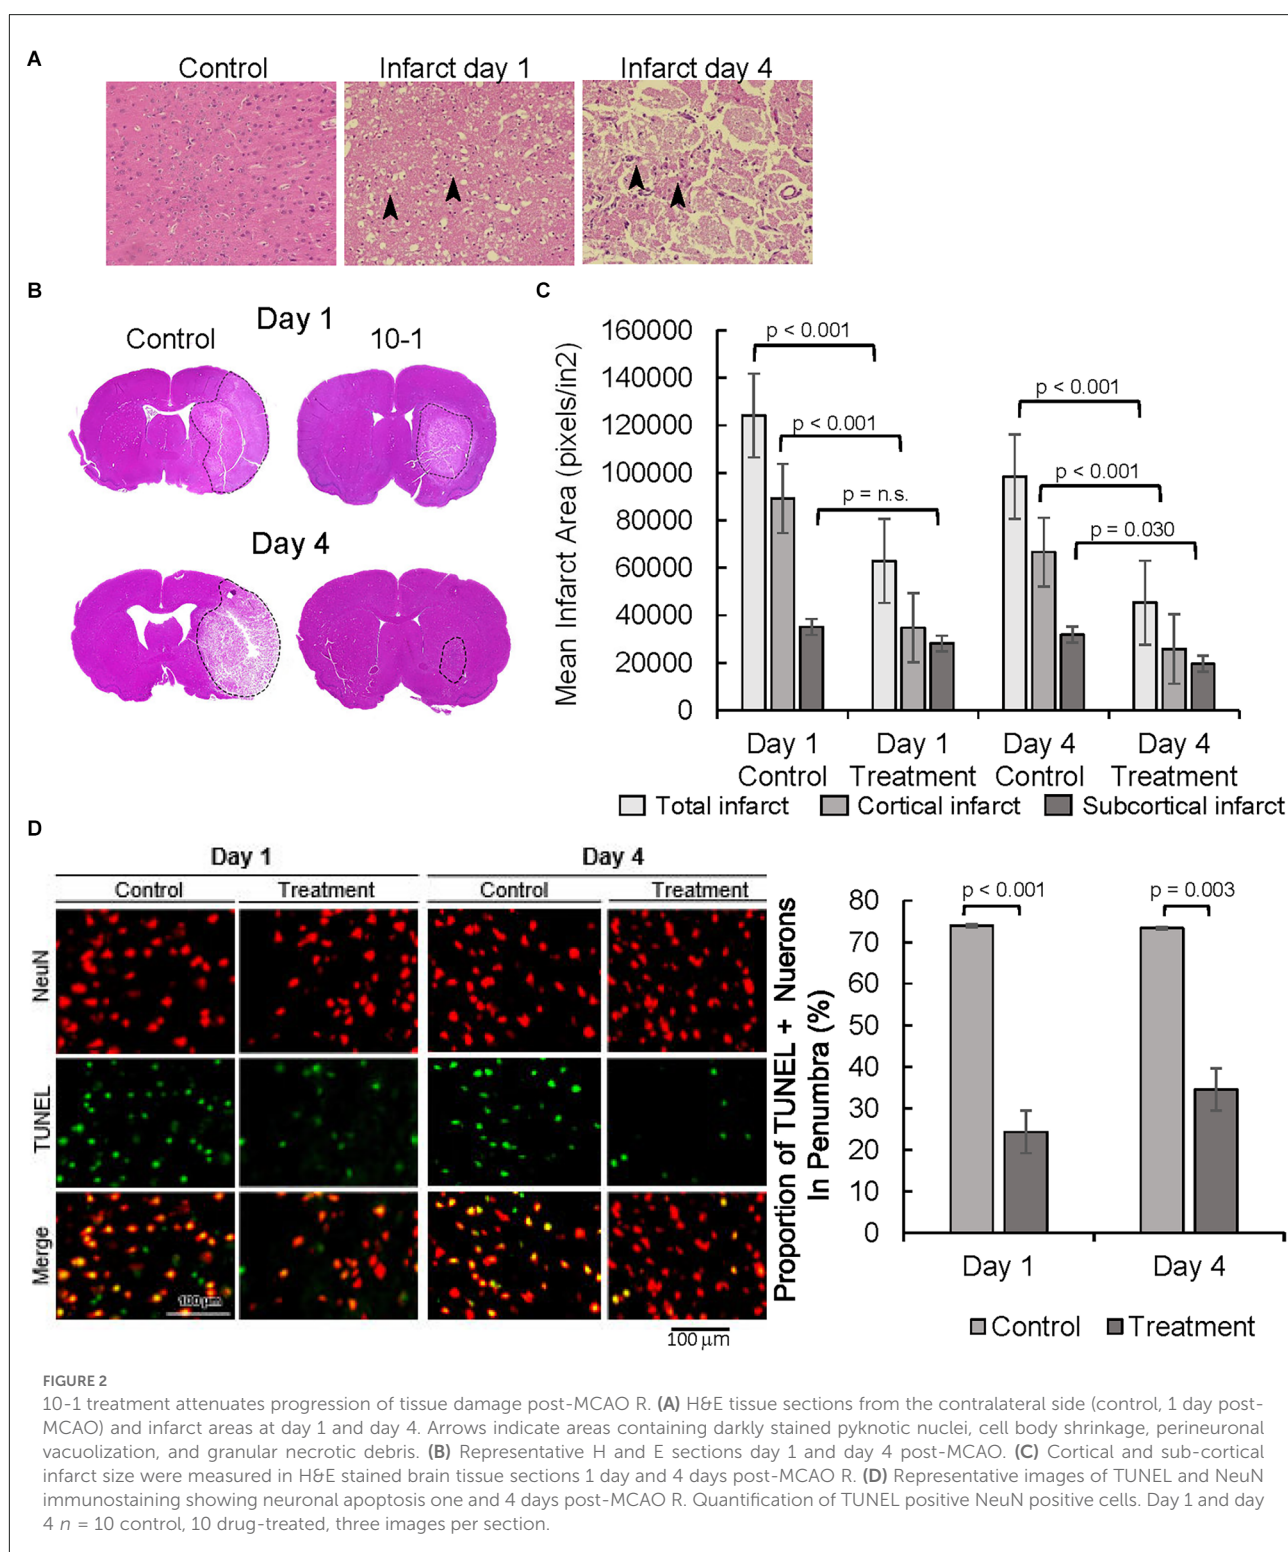 A
Control
Infarct day 1
Infarct day 4
B
Day 1
Control
10-1
Day 4
C
Mean Infarct Area (pixels/in2)
160000
140000
120000
100000
80000
60000
40000
20000
0
p < 0.001
p < 0.001
p = n.s.
p < 0.001
p < 0.001
p = 0.030
Day 1
Control
Day 1
Treatment
Day 4
Control
Day 4
Treatment
Total infarct
Cortical infarct
Subcortical infarct
D
Day 1
Day 4
Control
Treatment
Control
Treatment
NeuN
TUNEL
Merge
100 µm
100 µm
Proportion of TUNEL + Nuerons
In Penumbra (%)
80
70
60
50
40
30
20
10
0
p < 0.001
p = 0.003
Day 1
Day 4
Control
Treatment
FIGURE 2
10-1 treatment attenuates progression of tissue damage post-MCAO R. (A) H&E tissue sections from the contralateral side (control, 1 day post-
MCAO) and infarct areas at day 1 and day 4. Arrows indicate areas containing darkly stained pyknotic nuclei, cell body shrinkage, perineuronal
vacuolization, and granular necrotic debris. (B) Representative H and E sections day 1 and day 4 post-MCAO. (C) Cortical and sub-cortical
infarct size were measured in H&E stained brain tissue sections 1 day and 4 days post-MCAO R. (D) Representative images of TUNEL and NeuN
immunostaining showing neuronal apoptosis one and 4 days post-MCAO R. Quantification of TUNEL positive NeuN positive cells. Day 1 and day
4 n = 10 control, 10 drug-treated, three images per section.